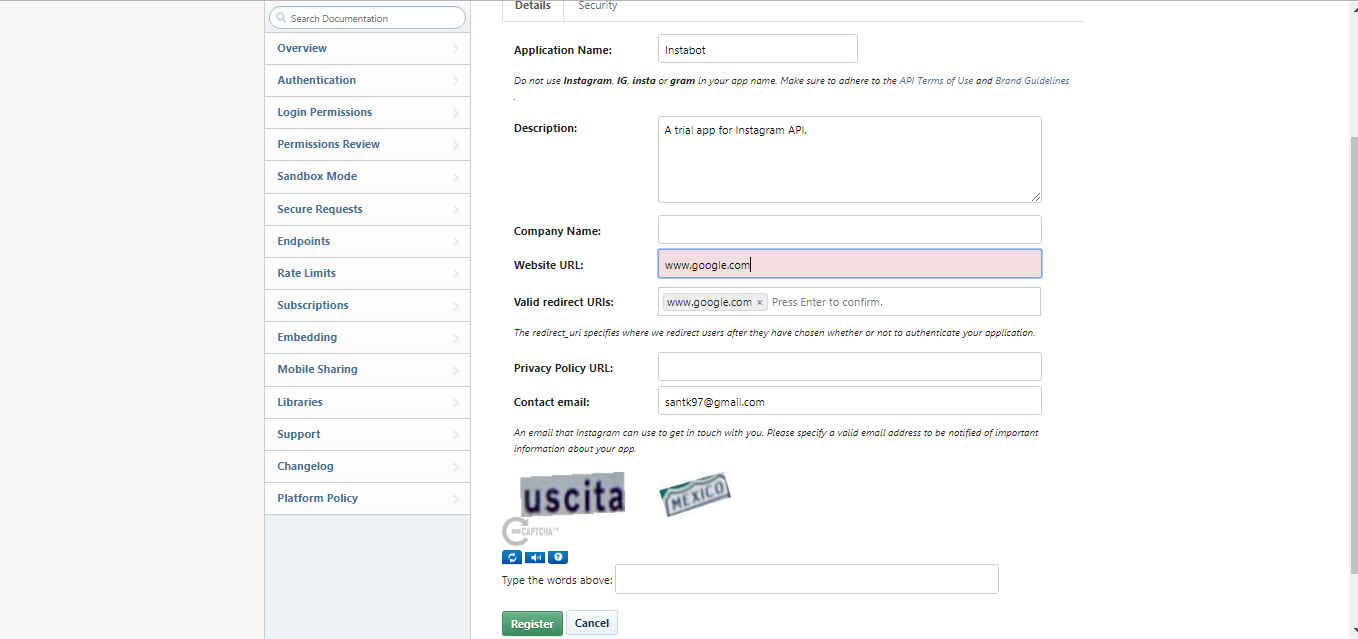 Search Documentation
Overview
Authentication
Login Permissions
Permissions Review
Sandbox Mode
Secure Requests
Endpoints
Rate Limits
Subscriptions
Embedding
Mobile Sharing
Libraries
Support
Changelog
Platform Policy
Details Security
Application Name: Instabot
Do not use Instagram, IG, insta or gram in your app name. Make sure to adhere to the API Terms of Use and Brand Guidelines
.
Description: A trial app for Instagram API.
Company Name:
Website URL: www.google.com
Valid redirect URIs: www.google.com × Press Enter to confirm.
The redirect_uri specifies where we redirect users after they have chosen whether or not to authenticate your application.
Privacy Policy URL:
Contact email: santk97@gmail.com
An email that Instagram can use to get in touch with you. Please specify a valid email address to be notified of important
information about your app.
uscita MEXICO
reCAPTCHA™
Type the words above:
Register Cancel